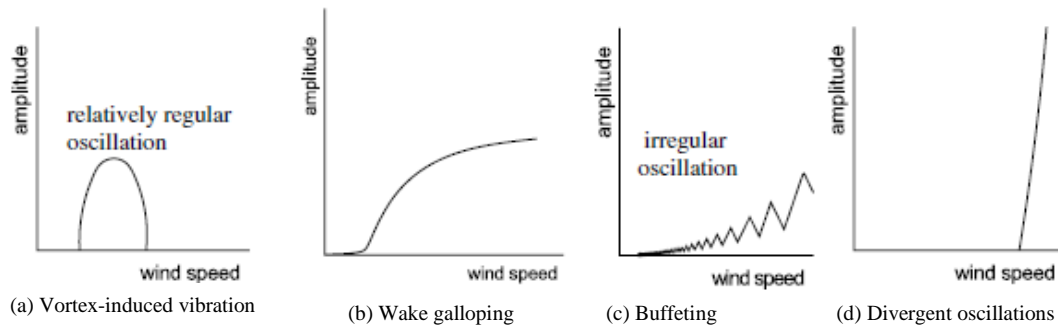 amplitude
relatively regular
oscillation
wind speed
(a) Vortex-induced vibration
amplitude
wind speed
(b) Wake galloping
amplitude
irregular
oscillation
wind speed
(c) Buffeting
amplitude
wind speed
(d) Divergent oscillations